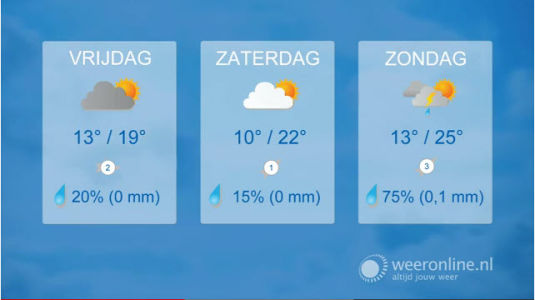 VRIJDAG
13° / 19°
2
20% (0 mm)
ZATERDAG
10° / 22°
1
15% (0 mm)
ZONDAG
13° / 25°
3
75% (0,1 mm)
weeronline.nl
altijd jouw weer